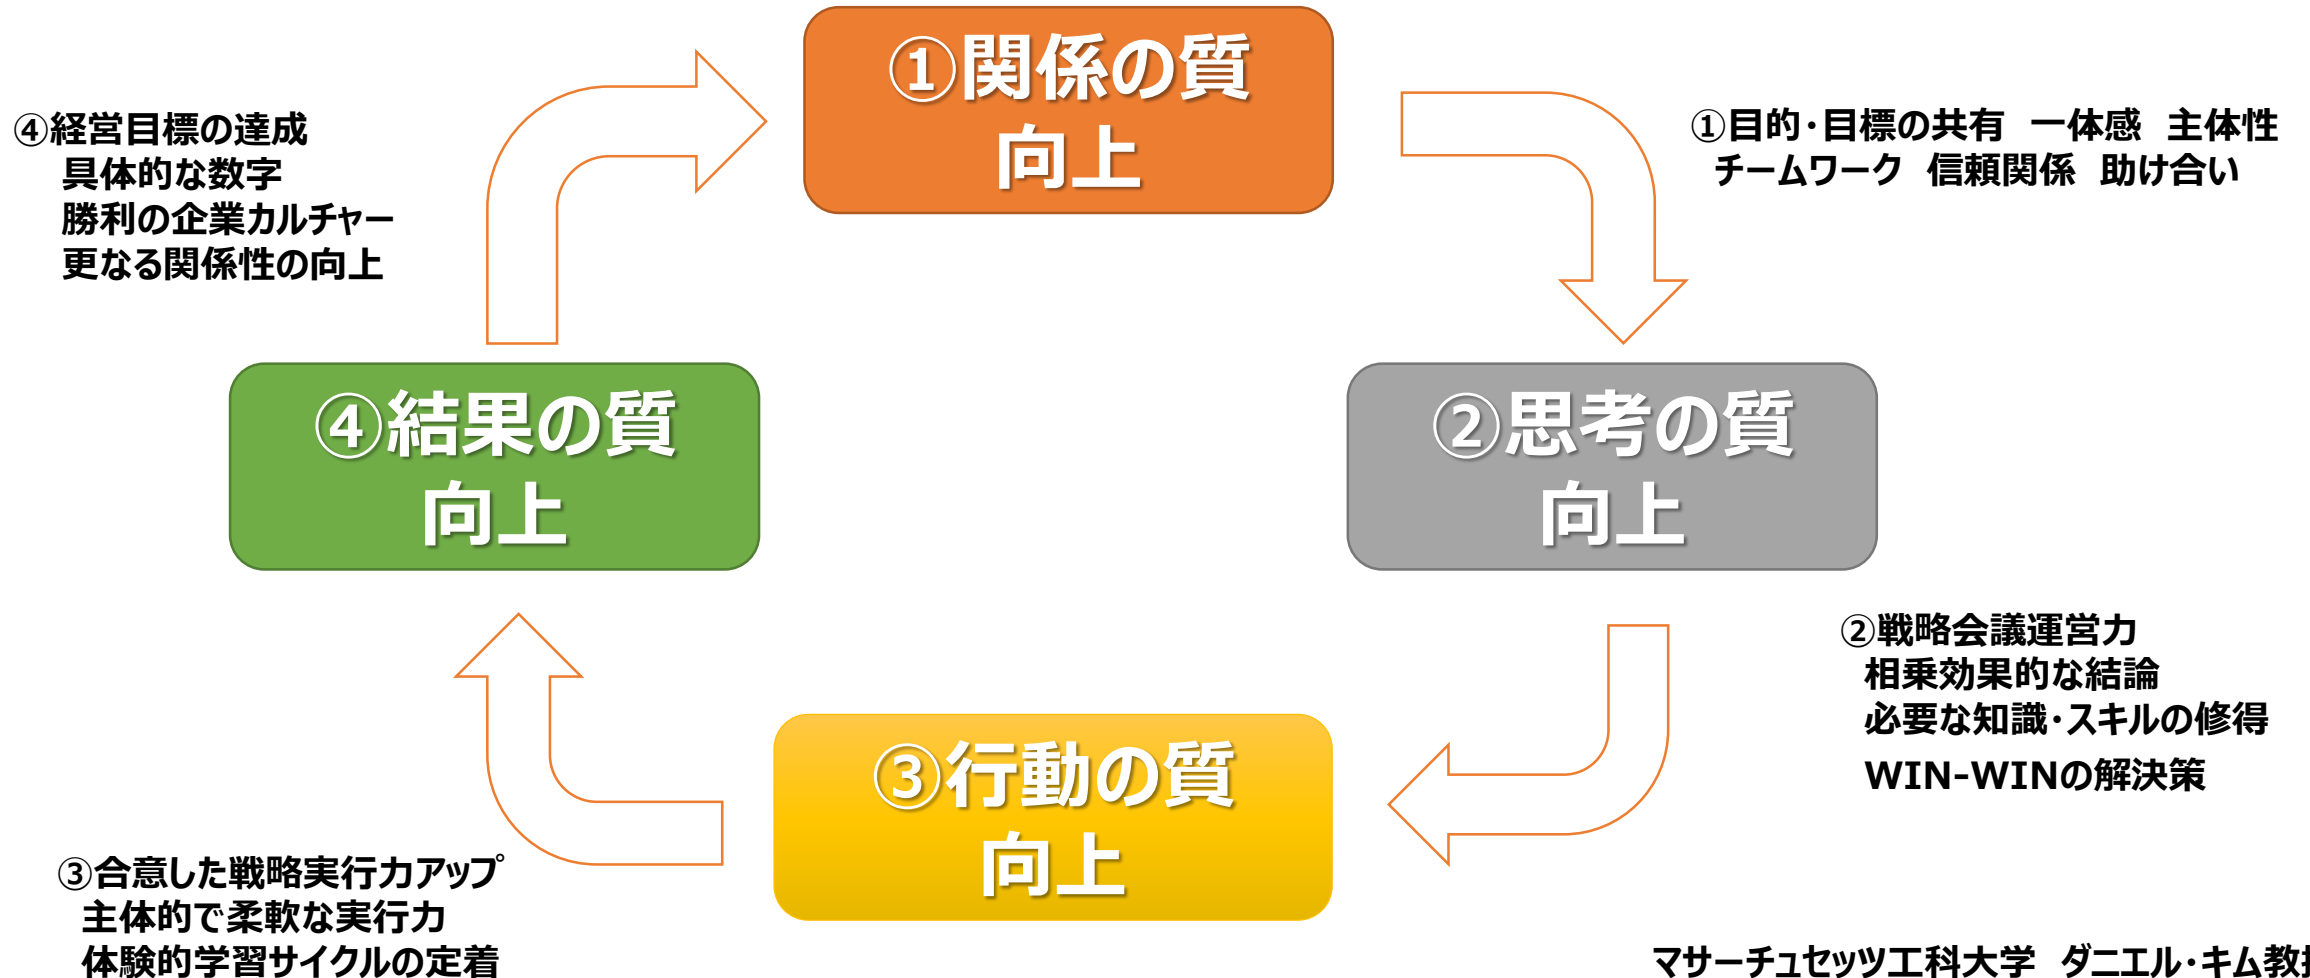 ①関係の質
向上
①目的・目標の共有　一体感　主体性
チームワーク　信頼関係　助け合い
②思考の質
向上
②戦略会議運営力
相乗効果的な結論
必要な知識・スキルの修得
WIN-WINの解決策
③行動の質
向上
③合意した戦略実行力アップ
主体的で柔軟な実行力
体験的学習サイクルの定着
④結果の質
向上
④経営目標の達成
具体的な数字
勝利の企業カルチャー
更なる関係性の向上
マサーチュセッツ工科大学　ダニエル・キム教